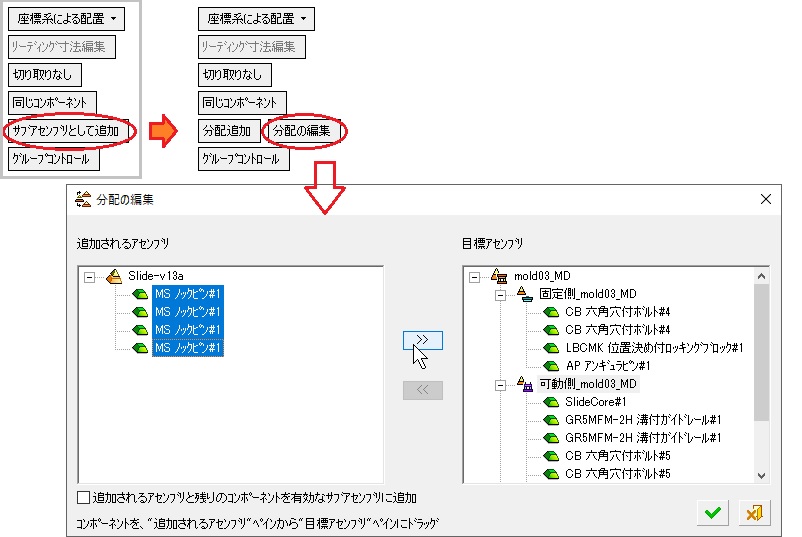 座標系による配置
リーディング寸法編集
切り取りなし
同じコンポーネント
サブアセンブリとして追加
グループコントロール
座標系による配置
リーディング寸法編集
切り取りなし
同じコンポーネント
分配追加 分配の編集
グループコントロール
分配の編集
追加されるアセンブリ
Slide-v13a
MS ノックピン#1
MS ノックピン#1
MS ノックピン#1
MS ノックピン#1
>>
<<
目標アセンブリ
mold03_MD
固定側_mold03_MD
CB 六角穴付ボルト#4
CB 六角穴付ボルト#4
LBCMK 位置決め付ロッキングブロック#1
AP アンギュラピン#1
可動側_mold03_MD
SlideCore#1
GR5MFM-2H 溝付ガイドレール#1
GR5MFM-2H 溝付ガイドレール#1
CB 六角穴付ボルト#5
CB 六角穴付ボルト#5
追加されるアセンブリと残りのコンポーネントを有効なサブアセンブリに追加
コンポーネントを、"追加されるアセンブリ"ペインから"目標アセンブリ"ペインにドラッグ